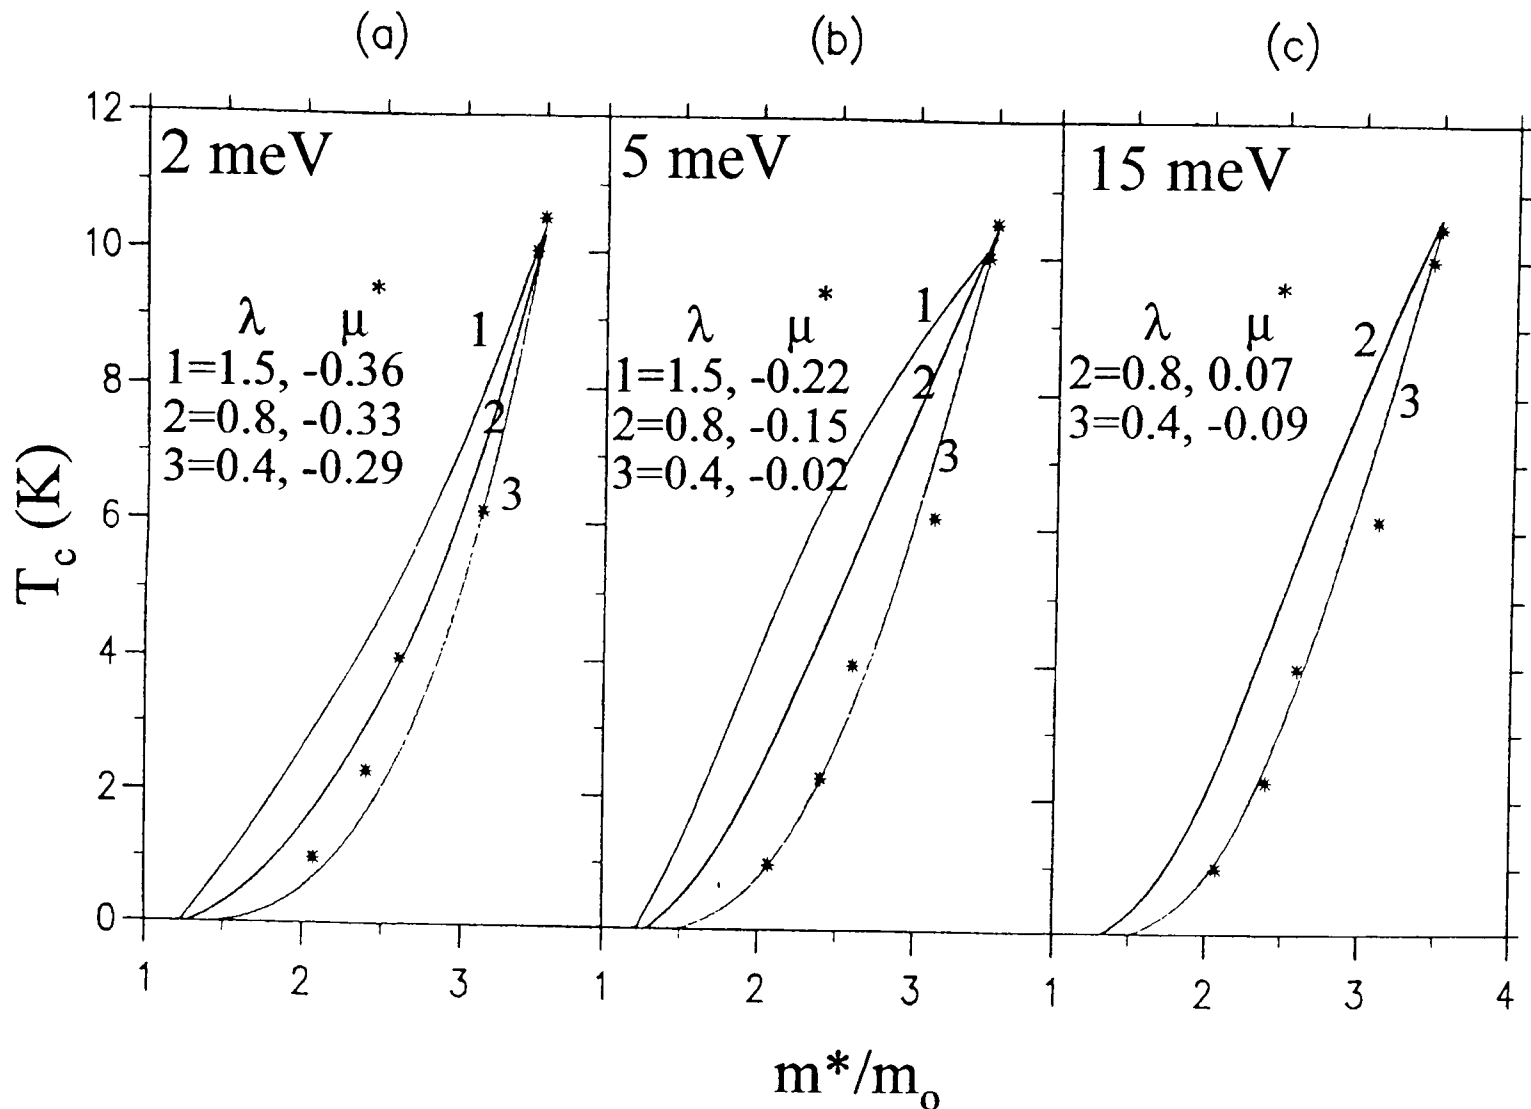 (a)
(b)
(c)
12
10
8
6
4
2
0
T_c (K)
2 meV
λ μ*
1=1.5, -0.36
2=0.8, -0.33
3=0.4, -0.29
1
2
3
5 meV
λ μ*
1=1.5, -0.22
2=0.8, -0.15
3=0.4, -0.02
1
2
3
15 meV
λ μ*
2=0.8, 0.07
3=0.4, -0.09
2
3
1 2 3
1 2 3
1 2 3 4
m*/m_o